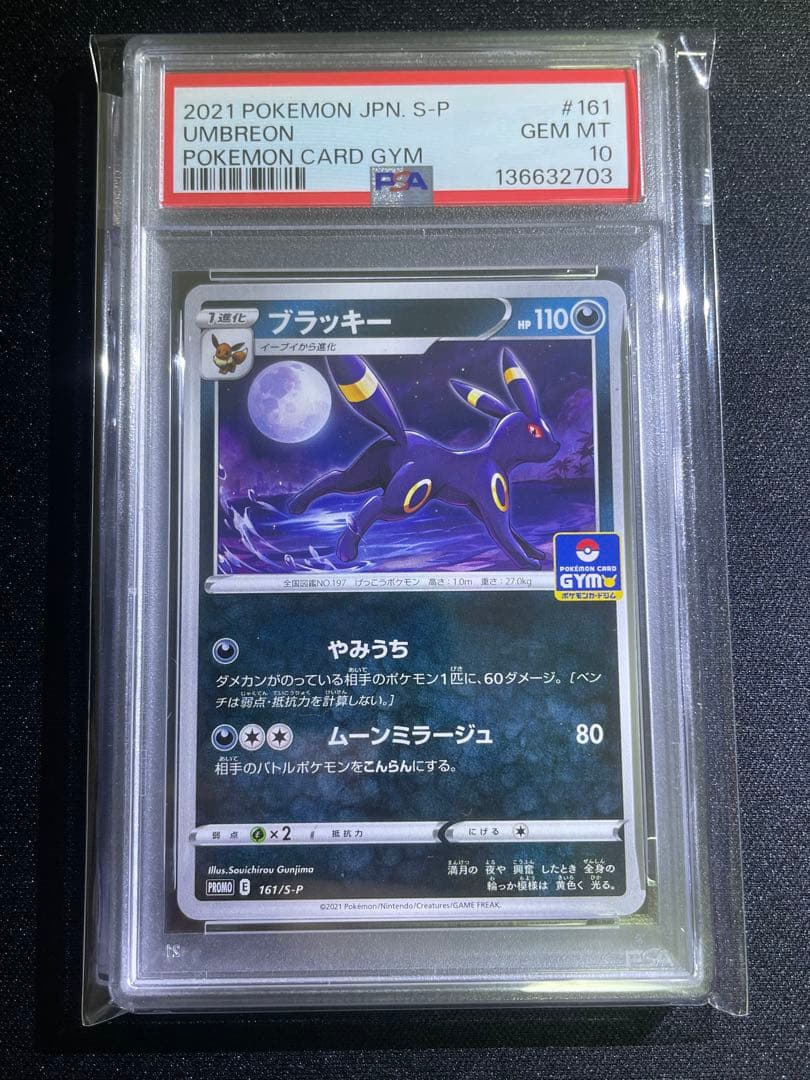 2021 POKEMON JPN. S-P #161
UMBREON GEM MT
POKEMON CARD GYM 10
PSA 136632703
1進化 ブラッキー HP 110
イーブイから進化
全国図鑑NO.197 げっこうポケモン 高さ:1.0m 重さ:27.0kg
POKÉMON CARD
GYM
ポケモンカードジム
やみうち
ダメカンがのっている相手のポケモン1匹に、60ダメージ。[ベン
チは弱点・抵抗力を計算しない。]
ムーンミラージュ 80
相手のバトルポケモンをこんらんにする。
弱点 ×2 抵抗力 にげる
Illus.Souichirou Gunjima
満月の 夜や 興奮 したとき 全身の
輪っか模様は 黄色く 光る。
PROMO E 161/S-P
©2021 Pokémon/Nintendo/Creatures/GAME FREAK.
PSA